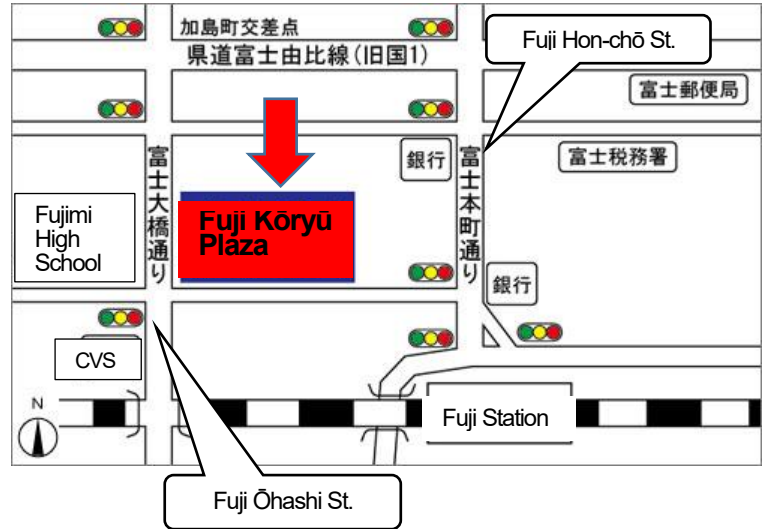 加島町交差点
県道富士由比線(旧国1)
Fuji Hon-chō St.
富士郵便局
銀行
富士税務署
富士大橋通り
富士本町通り
Fujimi
High
School
Fuji Kōryū
Plaza
銀行
CVS
N
Fuji Station
Fuji Ōhashi St.